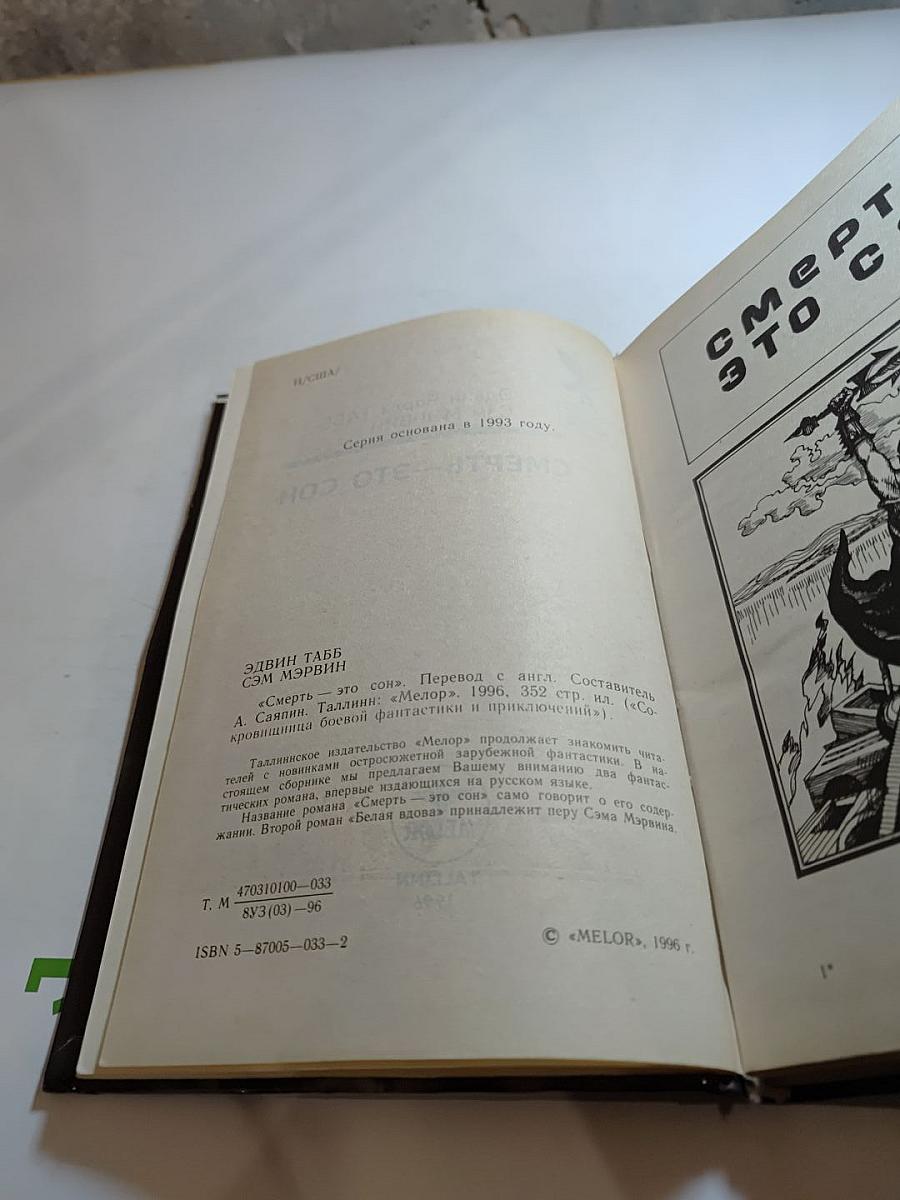 И/США/
Серия основана в 1993 году.
ЭДВИН ТАББ
СЭМ МЭРВИН
«Смерть — это сон». Перевод с англ. Составитель
А. Саяпин. Таллинн: «Мелор». 1996, 352 стр. ил. («Со-
кровищница боевой фантастики и приключений»).
Таллиннское издательство «Мелор» продолжает знакомить чита-
телей с новинками остросюжетной зарубежной фантастики. В на-
стоящем сборнике мы предлагаем Вашему вниманию два фантас-
тических романа, впервые издающихся на русском языке.
Название романа «Смерть — это сон» само говорит о его содер-
жании. Второй роман «Белая вдова» принадлежит перу Сэма Мэрвина.
Т. М 470310100—033
8УЗ(03)—96
ISBN 5—87005—033—2
© «MELOR», 1996 г.
смерт
это с
1*